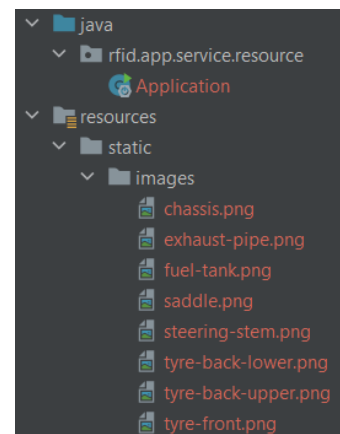 java
rfid.app.service.resource
Application
resources
static
images
chassis.png
exhaust-pipe.png
fuel-tank.png
saddle.png
steering-stem.png
tyre-back-lower.png
tyre-back-upper.png
tyre-front.png